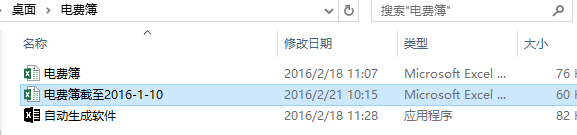 桌面 > 电费簿 搜索"电费簿"
名称 修改日期 类型 大小
电费簿 2016/2/18 11:07 Microsoft Excel ... 76 K
电费簿截至2016-1-10 2016/2/21 10:15 Microsoft Excel ... 60 K
自动生成软件 2016/2/18 11:28 应用程序 82 K